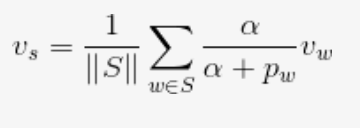 $v_s = \frac{1}{\|S\|} \sum_{w \in S} \frac{\alpha}{\alpha + p_w} v_w$